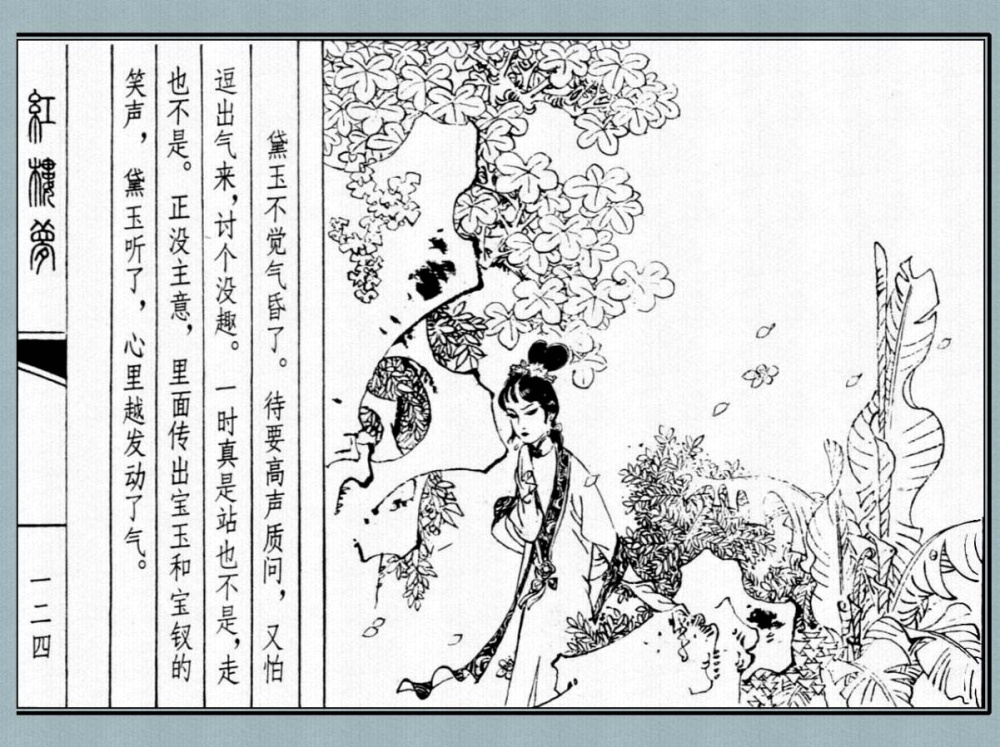 黛玉不觉气昏了。待要高声质问，又怕
逗出气来，讨个没趣。一时真是站也不是，走
也不是。正没王意，里面传出宝玉和宝钗的
笑声，黛玉听了，心里越发动了气。
紅樓夢
一二四